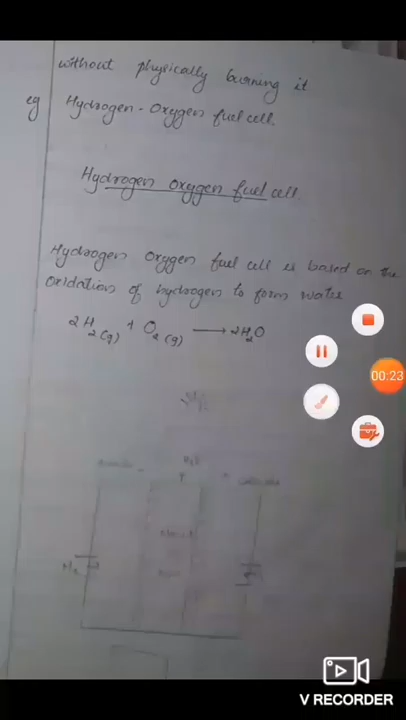 without physically burning it
eg Hydrogen - Oxygen fuel cell.
Hydrogen oxygen fuel cell.
Hydrogen oxygen fuel cell is based on the
oxidation of hydrogen to form water
2H2(g) + O2(g) → 2H2O
00:23
H2
V RECORDER